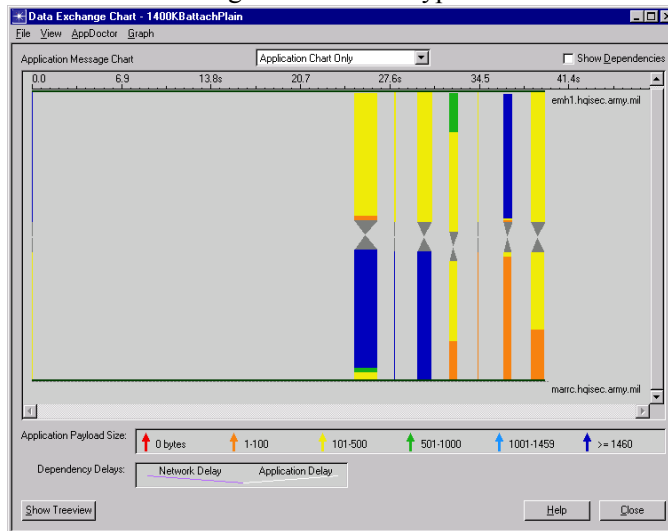 Data Exchange Chart - 1400KBattachPlain
File View AppDoctor Graph
Application Message Chart Application Chart Only Show Dependencies
0.0 6.9 13.8s 20.7 27.6s 34.5 41.4s
emh1.hqisec.army.mil
marrc.hqisec.army.mil
Application Payload Size: 0 bytes 1-100 101-500 501-1000 1001-1459 >= 1460
Dependency Delays: Network Delay Application Delay
Show Treeview Help Close